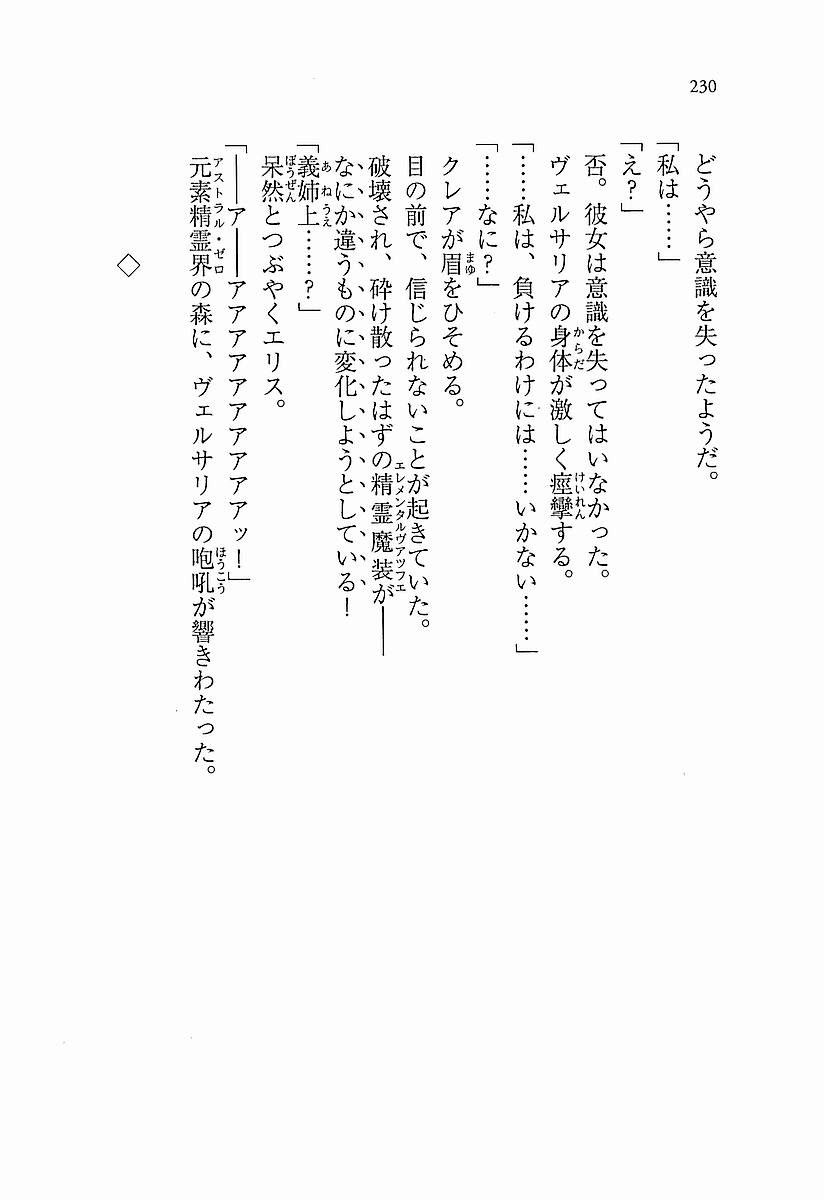 230
どうやら意識を失ったようだ。
「私は……」
「え？」
否。彼女は意識を失ってはいなかった。
ヴェルサリアの身体が激しく痙攣する。
「……私は、負けるわけには……いかない……」
「……なに？」
クレアが眉をひそめる。
目の前で、信じられないことが起きていた。
破壊され、砕け散ったはずの精霊魔装が――
なにか違うものに変化しようとしている！
「義姉上……？」
呆然とつぶやくエリス。
「――ア――アアアアアアアアアッ！」
元素精霊界の森に、ヴェルサリアの咆吼が響きわたった。
◇